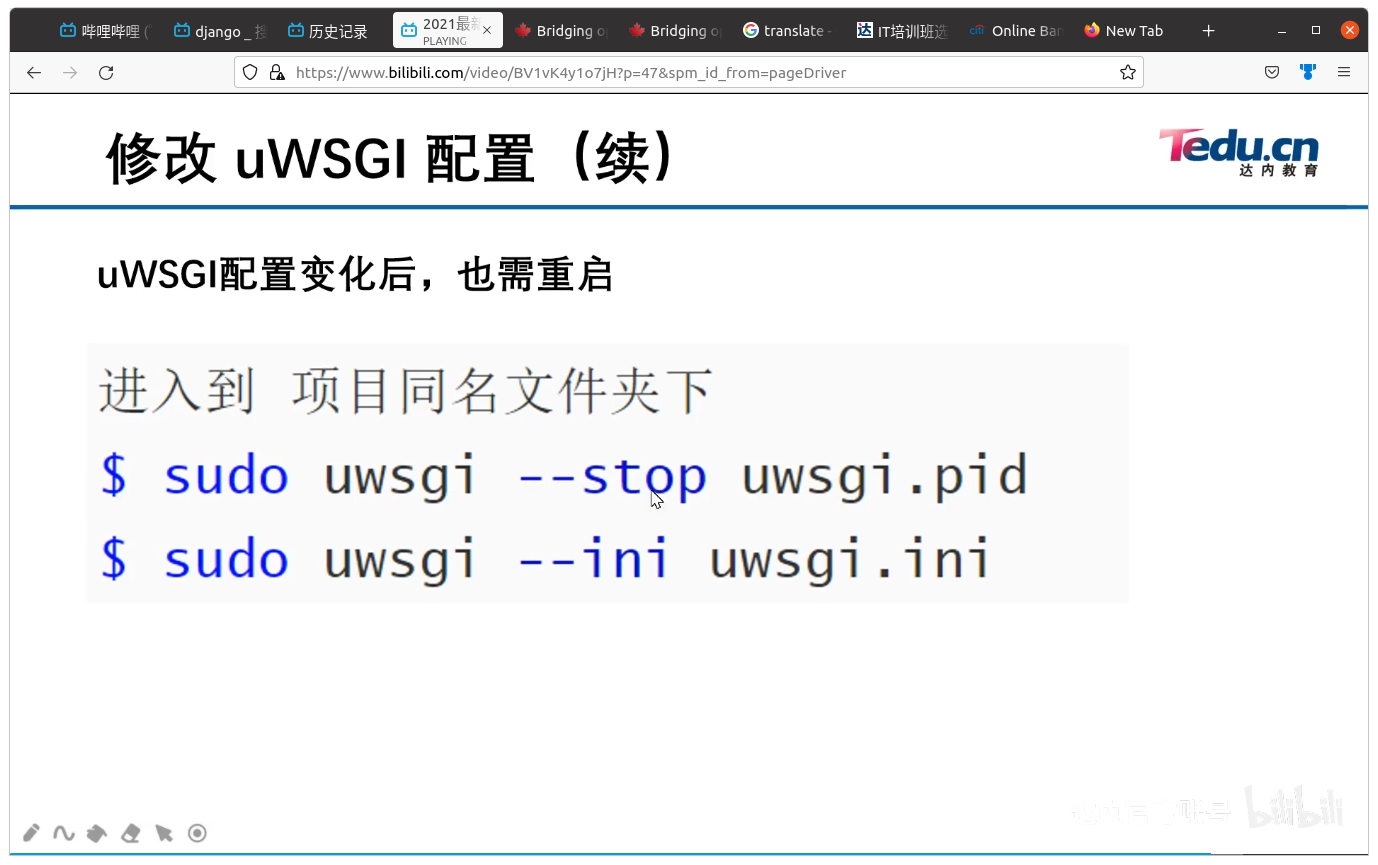 哔哩哔哩 (
django _ 搜
历史记录
2021最新
PLAYING
Bridging o
Bridging o
translate -
IT培训班选
citi
Online Ban
New Tab
https://www.bilibili.com/video/BV1vK4y1o7jH?p=47&spm_id_from=pageDriver
修改 uWSGI 配置（续）
Tedu.cn
达内教育
uWSGI配置变化后，也需重启
进入到 项目同名文件夹下
$ sudo uwsgi --stop uwsgi.pid
$ sudo uwsgi --ini uwsgi.ini
bilibili